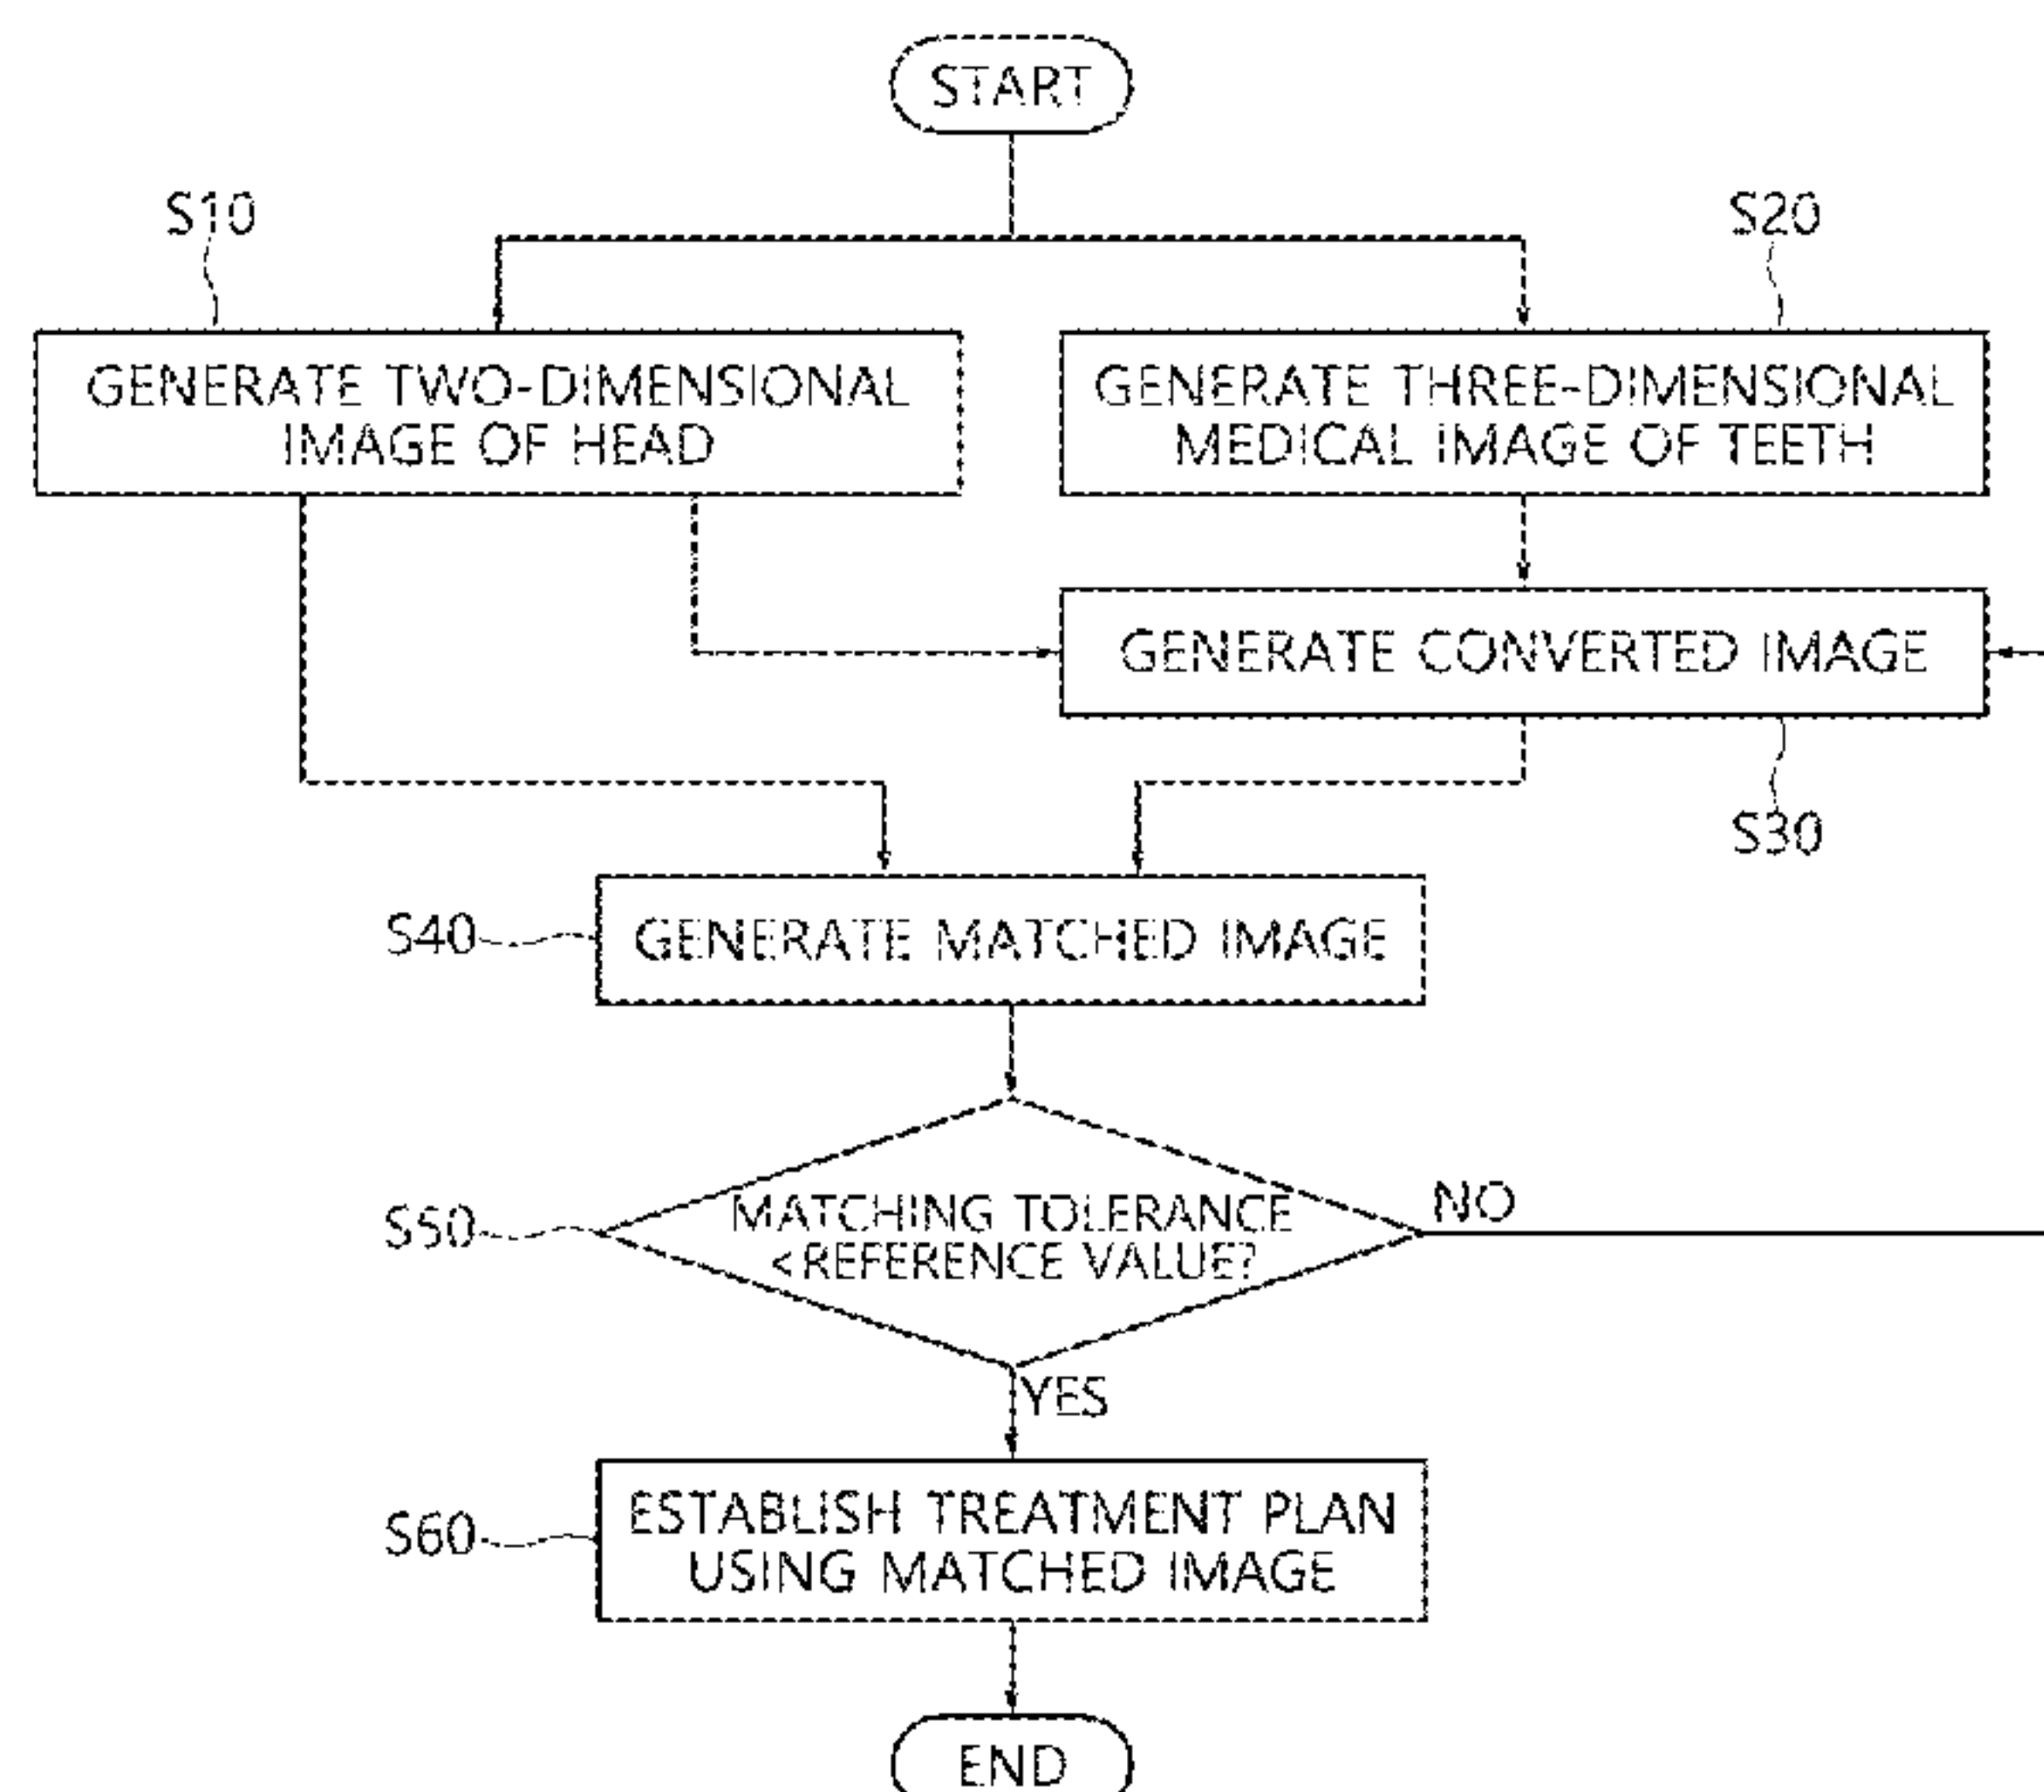 START
S10
S20
GENERATE TWO-DIMENSIONAL
IMAGE OF HEAD
GENERATE THREE-DIMENSIONAL
MEDICAL IMAGE OF TEETH
GENERATE CONVERTED IMAGE
S30
S40
GENERATE MATCHED IMAGE
S50
MATCHING TOLERANCE
<REFERENCE VALUE?
NO
YES
S60
ESTABLISH TREATMENT PLAN
USING MATCHED IMAGE
END